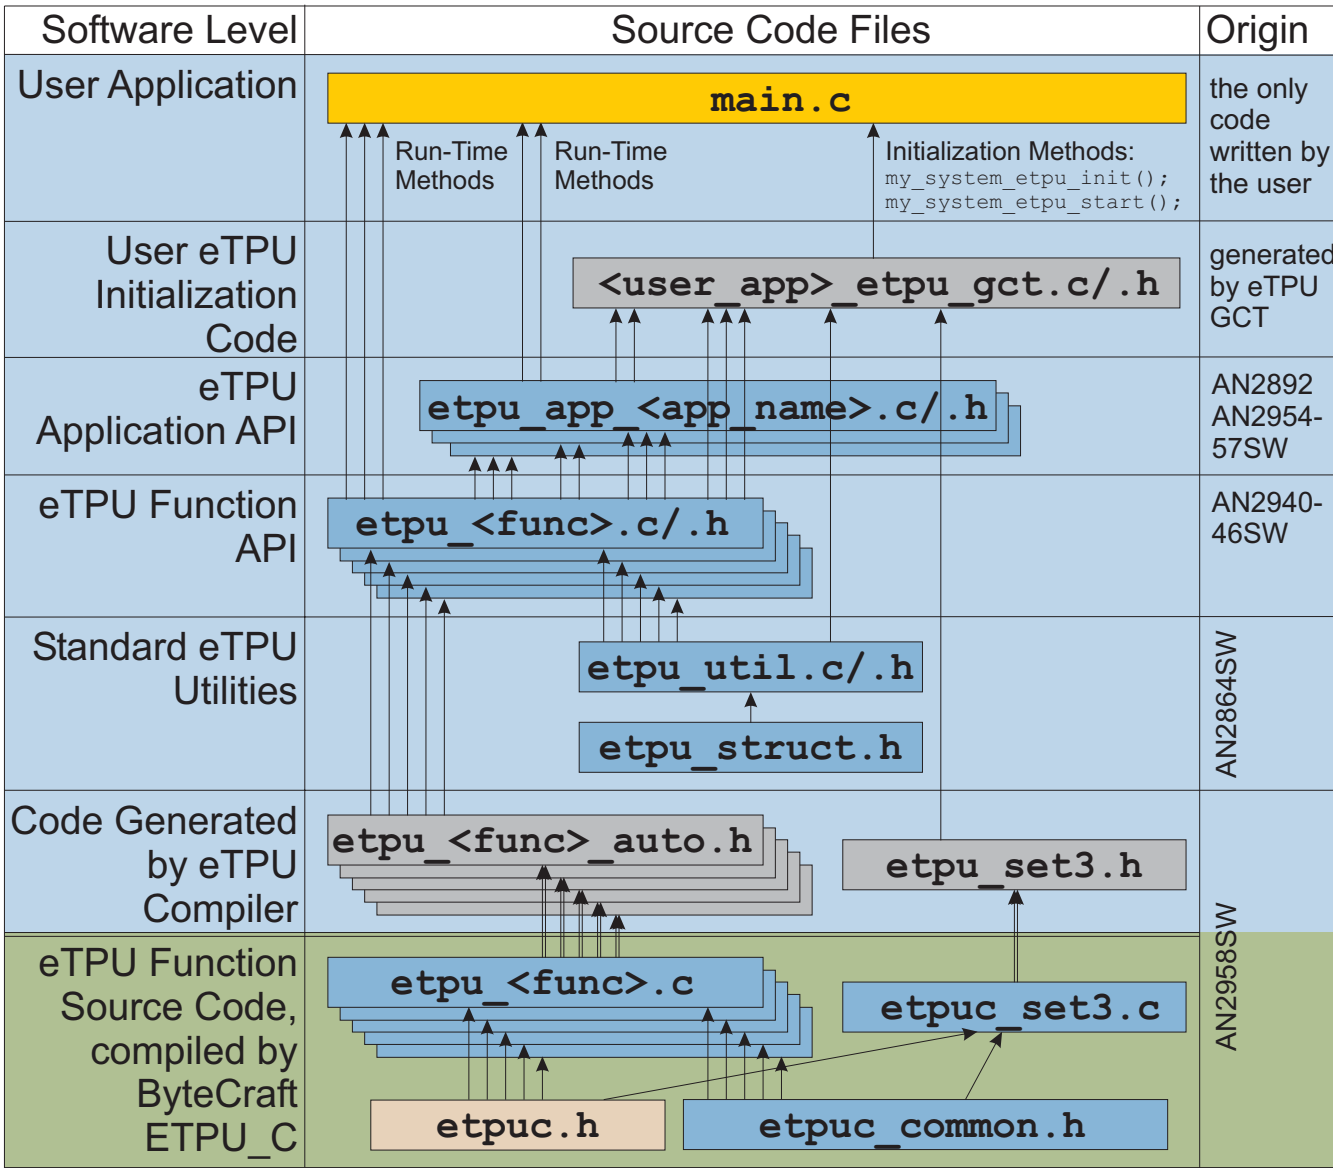 Software Level
Source Code Files
Origin
User Application
main.c
the only
code
written by
the user
Run-Time
Methods
Run-Time
Methods
Initialization Methods:
my_system_etpu_init();
my_system_etpu_start();
User eTPU
Initialization
Code
<user_app>_etpu_gct.c/.h
generated
by eTPU
GCT
eTPU
Application API
etpu_app_<app_name>.c/.h
AN2892
AN2954-
57SW
eTPU Function
API
etpu_<func>.c/.h
AN2940-
46SW
Standard eTPU
Utilities
etpu_util.c/.h
etpu_struct.h
AN2864SW
Code Generated
by eTPU
Compiler
etpu_<func>_auto.h
etpu_set3.h
AN2958SW
eTPU Function
Source Code,
compiled by
ByteCraft
ETPU_C
etpu_<func>.c
etpuc_set3.c
etpuc.h
etpuc_common.h